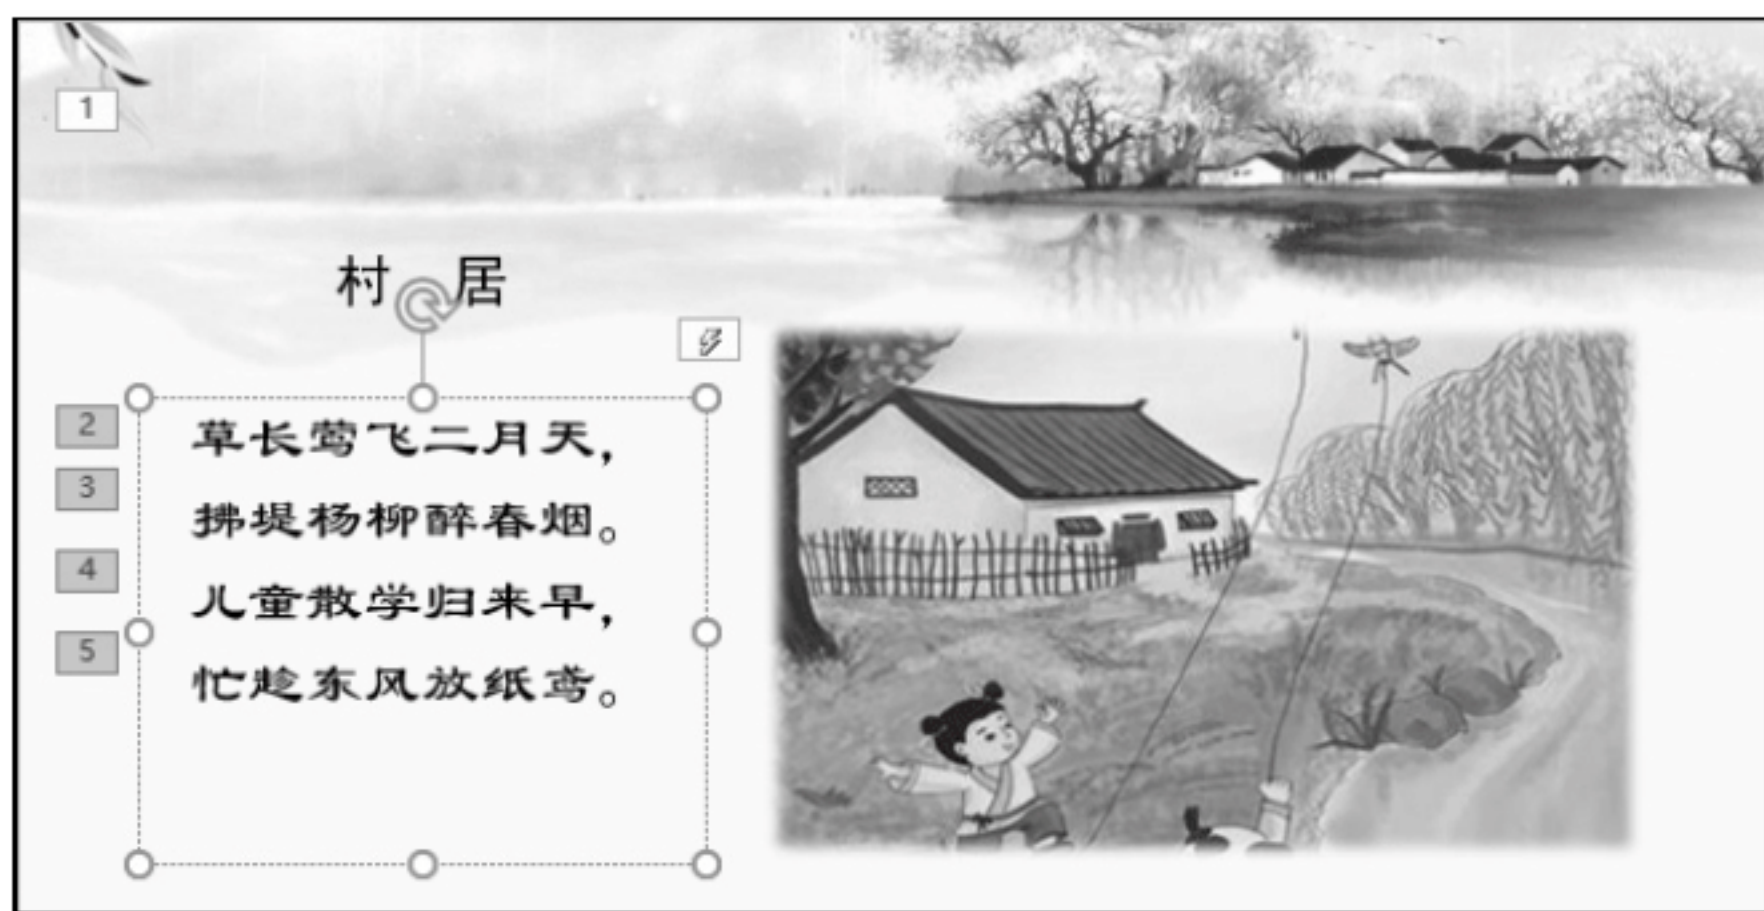 1
村 居
2 草长莺飞二月天，
3 拂堤杨柳醉春烟。
4 儿童散学归来早，
5 忙趁东风放纸鸢。